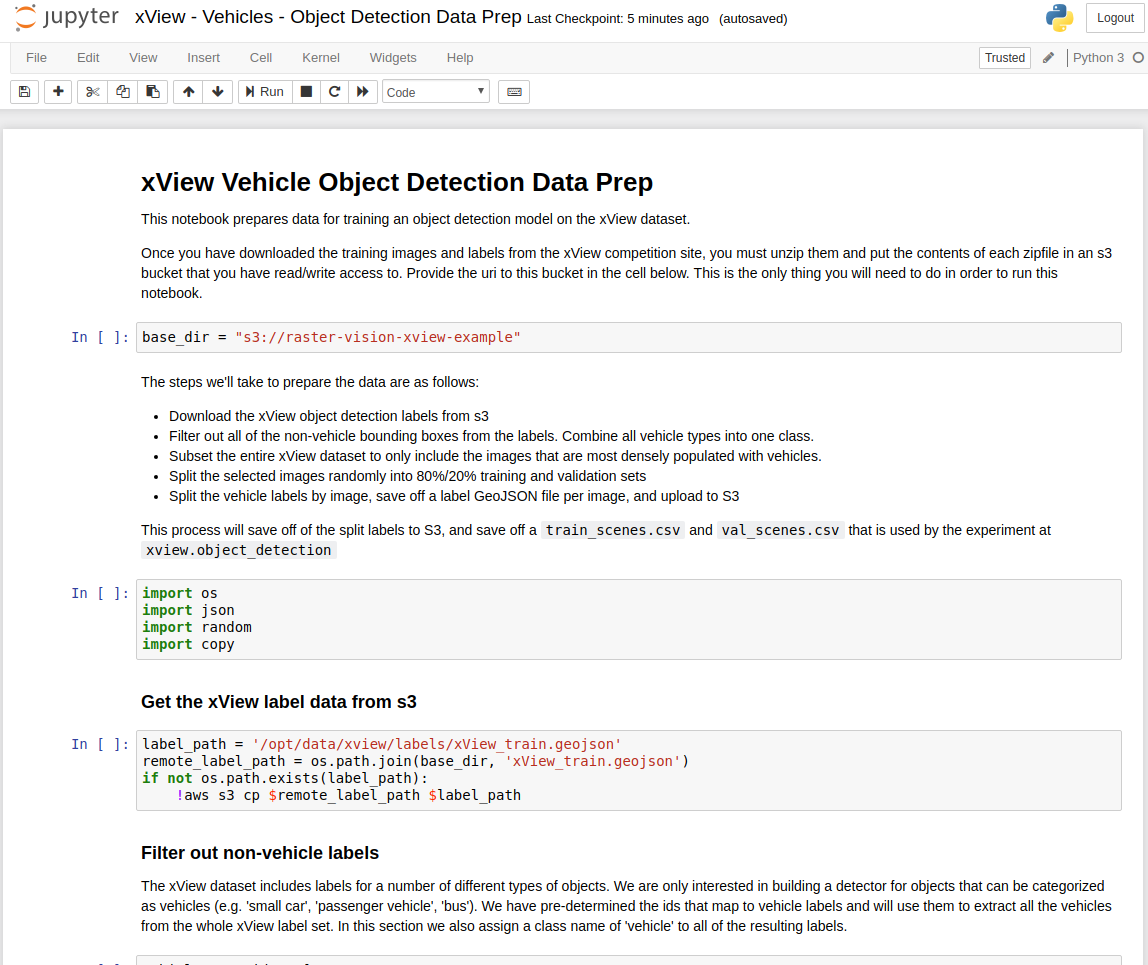 jupyter xView - Vehicles - Object Detection Data Prep Last Checkpoint: 5 minutes ago (autosaved) Logout
File Edit View Insert Cell Kernel Widgets Help Trusted Python 3
Run Code
xView Vehicle Object Detection Data Prep
This notebook prepares data for training an object detection model on the xView dataset.
Once you have downloaded the training images and labels from the xView competition site, you must unzip them and put the contents of each zipfile in an s3
bucket that you have read/write access to. Provide the uri to this bucket in the cell below. This is the only thing you will need to do in order to run this
notebook.
In [ ]: base_dir = "s3://raster-vision-xview-example"
The steps we'll take to prepare the data are as follows:
• Download the xView object detection labels from s3
• Filter out all of the non-vehicle bounding boxes from the labels. Combine all vehicle types into one class.
• Subset the entire xView dataset to only include the images that are most densely populated with vehicles.
• Split the selected images randomly into 80%/20% training and validation sets
• Split the vehicle labels by image, save off a label GeoJSON file per image, and upload to S3
This process will save off of the split labels to S3, and save off a train_scenes.csv and val_scenes.csv that is used by the experiment at
xview.object_detection
In [ ]: import os
import json
import random
import copy
Get the xView label data from s3
In [ ]: label_path = '/opt/data/xview/labels/xView_train.geojson'
remote_label_path = os.path.join(base_dir, 'xView_train.geojson')
if not os.path.exists(label_path):
    !aws s3 cp $remote_label_path $label_path
Filter out non-vehicle labels
The xView dataset includes labels for a number of different types of objects. We are only interested in building a detector for objects that can be categorized
as vehicles (e.g. 'small car', 'passenger vehicle', 'bus'). We have pre-determined the ids that map to vehicle labels and will use them to extract all the vehicles
from the whole xView label set. In this section we also assign a class name of 'vehicle' to all of the resulting labels.